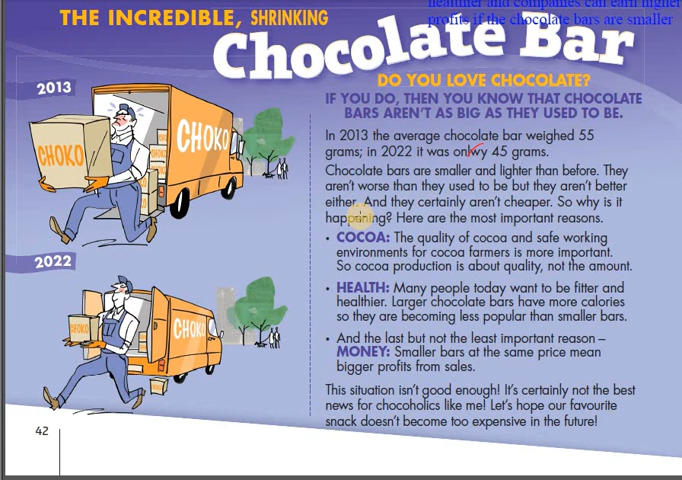 healthier and companies can earn higher
profits if the chocolate bars are smaller
THE INCREDIBLE, SHRINKING
Chocolate Bar
2013
DO YOU LOVE CHOCOLATE?
IF YOU DO, THEN YOU KNOW THAT CHOCOLATE
BARS AREN'T AS BIG AS THEY USED TO BE.
In 2013 the average chocolate bar weighed 55
grams; in 2022 it was only 45 grams.
Chocolate bars are smaller and lighter than before. They
aren't worse than they used to be but they aren't better
either. And they certainly aren't cheaper. So why is it
happening? Here are the most important reasons.
• COCOA: The quality of cocoa and safe working
environments for cocoa farmers is more important.
So cocoa production is about quality, not the amount.
• HEALTH: Many people today want to be fitter and
healthier. Larger chocolate bars have more calories
so they are becoming less popular than smaller bars.
• And the last but not the least important reason –
MONEY: Smaller bars at the same price mean
bigger profits from sales.
This situation isn't good enough! It's certainly not the best
news for chocoholics like me! Let's hope our favourite
snack doesn't become too expensive in the future!
CHOKO
CHOKO
2022
CHOKO
CHOKO
42